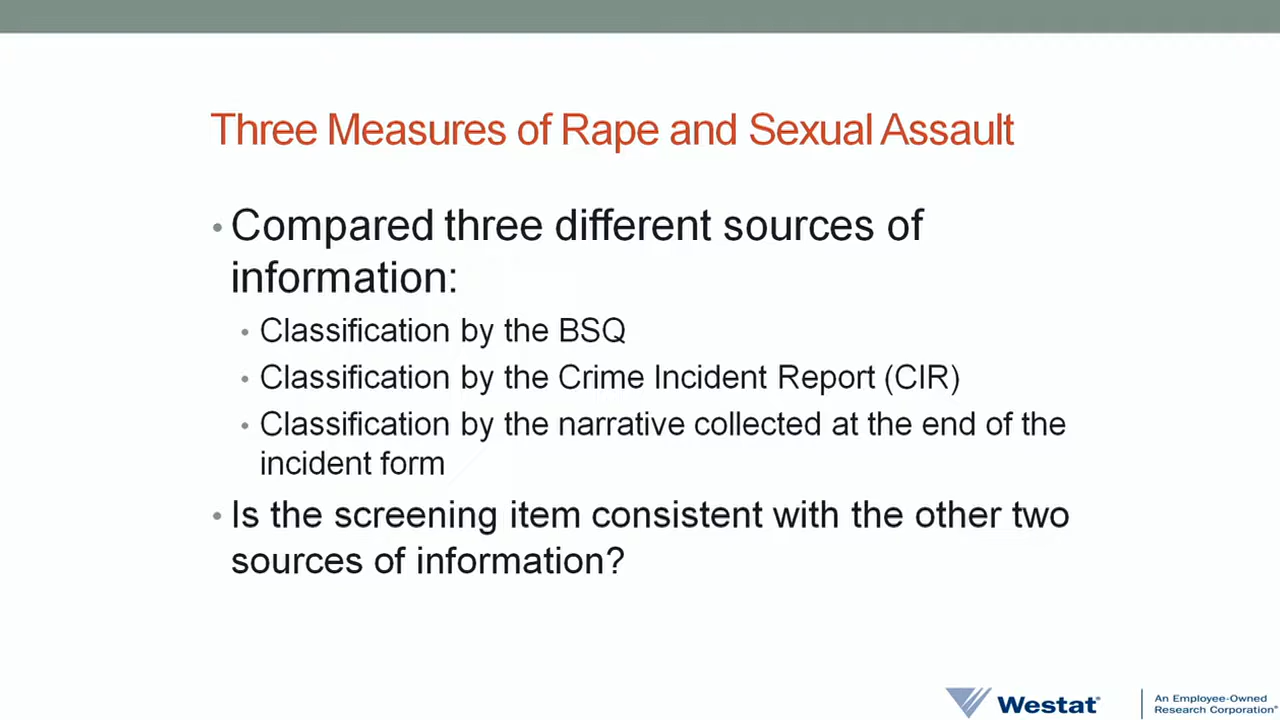 Three Measures of Rape and Sexual Assault
• Compared three different sources of
information:
• Classification by the BSQ
• Classification by the Crime Incident Report (CIR)
• Classification by the narrative collected at the end of the
incident form
• Is the screening item consistent with the other two
sources of information?
Westat®
An Employee-Owned
Research Corporation®